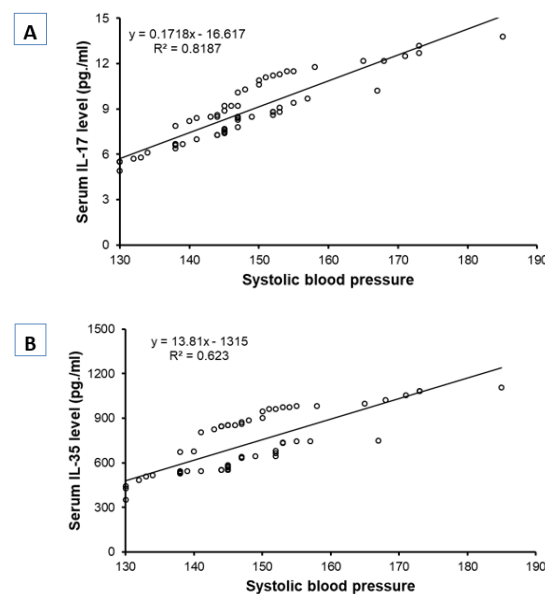 A
y = 0.1718x - 16.617
R² = 0.8187
Serum IL-17 level (pg./ml)
15
12
9
6
3
0
130 140 150 160 170 180 190
Systolic blood pressure
B
y = 13.81x - 1315
R² = 0.623
Serum IL-35 level (pg./ml)
1500
1200
900
600
300
0
130 140 150 160 170 180 190
Systolic blood pressure